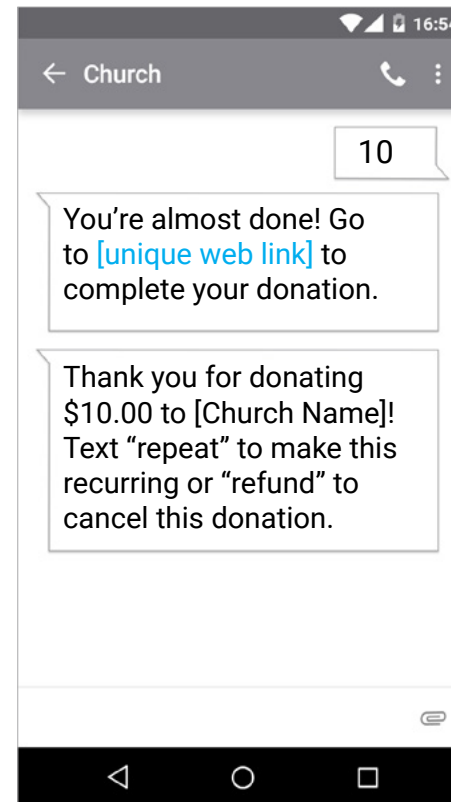 16:54
Church
10
You’re almost done! Go
to [unique web link] to
complete your donation.
Thank you for donating
$10.00 to [Church Name]!
Text “repeat” to make this
recurring or “refund” to
cancel this donation.